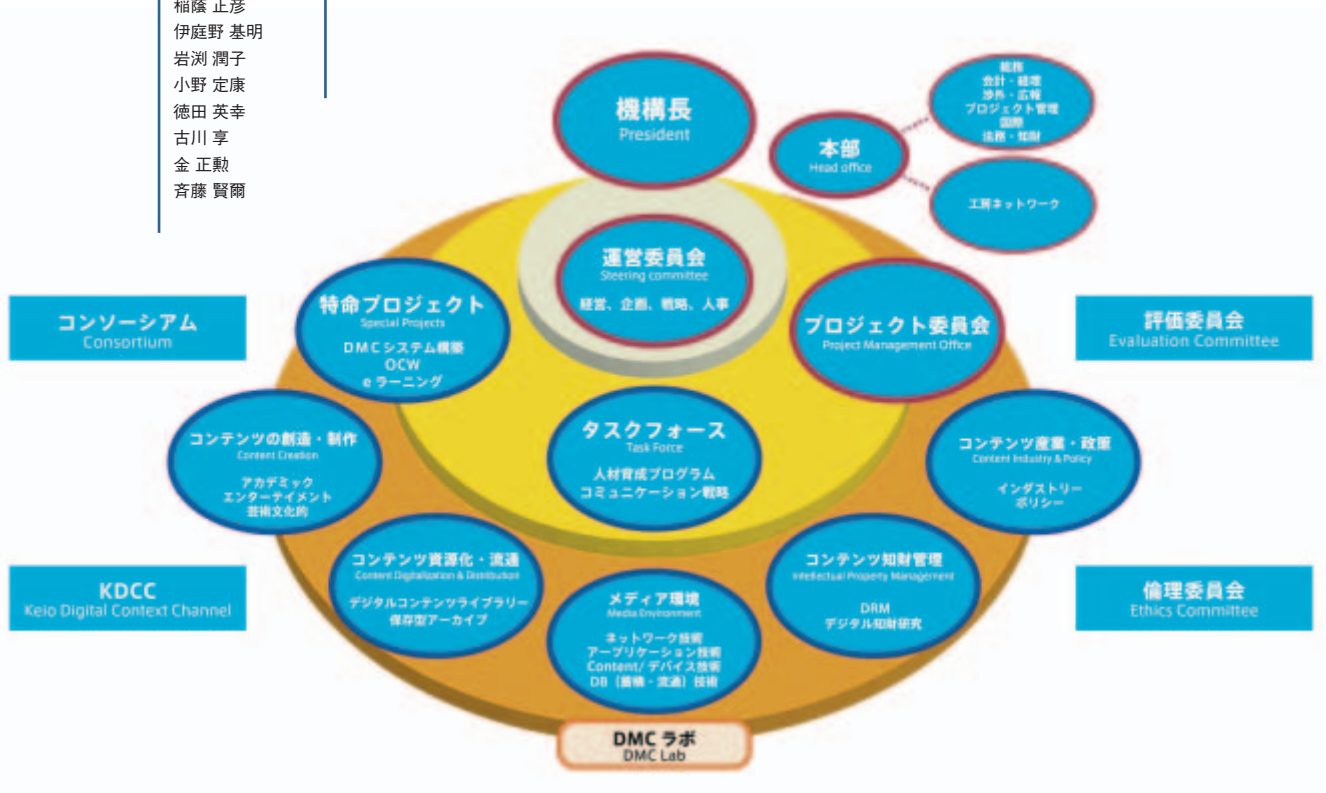 稲蔭 正彦
伊庭野 基明
岩渕 潤子
小野 定康
徳田 英幸
古川 享
金 正勲
斉藤 賢爾
機構長
President
本部
Head office
総務
会計・経理
渉外・広報
プロジェクト管理
国際
法務・知財
工房ネットワーク
運営委員会
Steering committee
経営、企画、戦略、人事
特命プロジェクト
Special Projects
DMCシステム構築
OCW
eラーニング
プロジェクト委員会
Project Management Office
コンソーシアム
Consortium
評価委員会
Evaluation Committee
タスクフォース
Task Force
人材育成プログラム
コミュニケーション戦略
コンテンツの創造・制作
Content Creation
アカデミック
エンターテイメント
芸術文化的
コンテンツ産業・政策
Content Industry & Policy
インダストリー
ポリシー
コンテンツ資源化・流通
Content Digitalization & Distribution
デジタルコンテンツライブラリー
保存型アーカイブ
メディア環境
Media Environment
ネットワーク技術
アープリケーション技術
Content/デバイス技術
DB（蓄積・流通）技術
コンテンツ知財管理
Intellectual Property Management
DRM
デジタル知財研究
KDCC
Keio Digital Context Channel
倫理委員会
Ethics Committee
DMC ラボ
DMC Lab